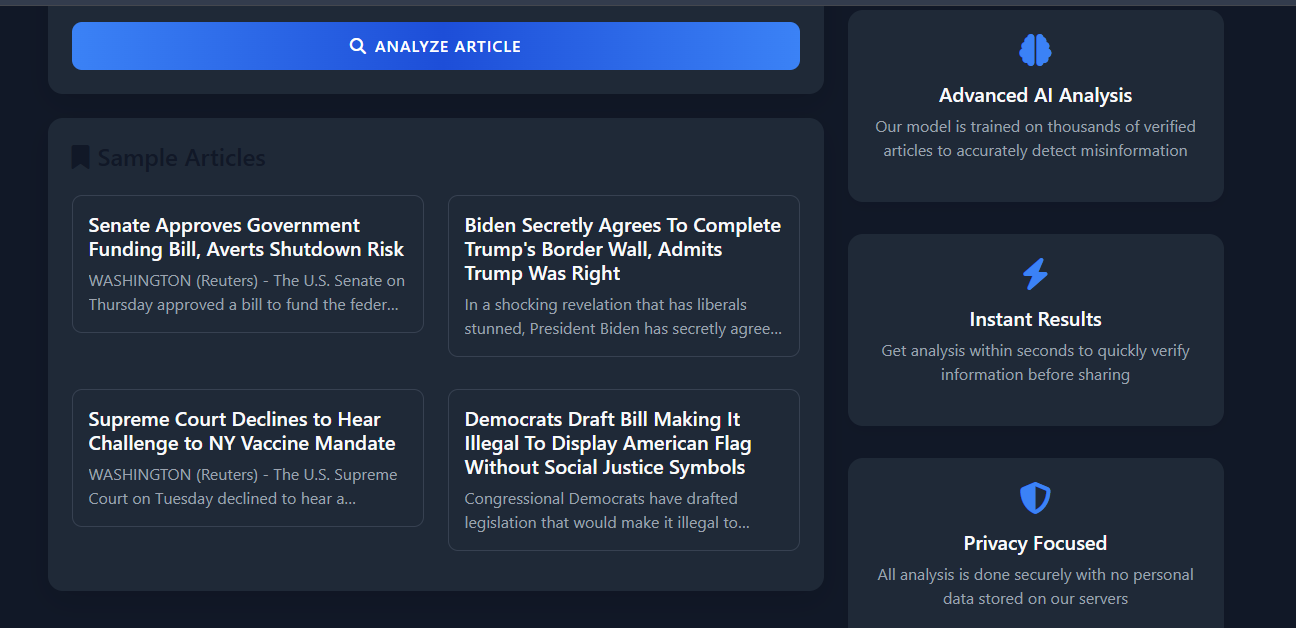 ANALYZE ARTICLE
Sample Articles
Senate Approves Government
Funding Bill, Averts Shutdown Risk
WASHINGTON (Reuters) - The U.S. Senate on
Thursday approved a bill to fund the feder...
Biden Secretly Agrees To Complete
Trump's Border Wall, Admits
Trump Was Right
In a shocking revelation that has liberals
stunned, President Biden has secretly agree...
Supreme Court Declines to Hear
Challenge to NY Vaccine Mandate
WASHINGTON (Reuters) - The U.S. Supreme
Court on Tuesday declined to hear a...
Democrats Draft Bill Making It
Illegal To Display American Flag
Without Social Justice Symbols
Congressional Democrats have drafted
legislation that would make it illegal to...
Advanced AI Analysis
Our model is trained on thousands of verified
articles to accurately detect misinformation
Instant Results
Get analysis within seconds to quickly verify
information before sharing
Privacy Focused
All analysis is done securely with no personal
data stored on our servers